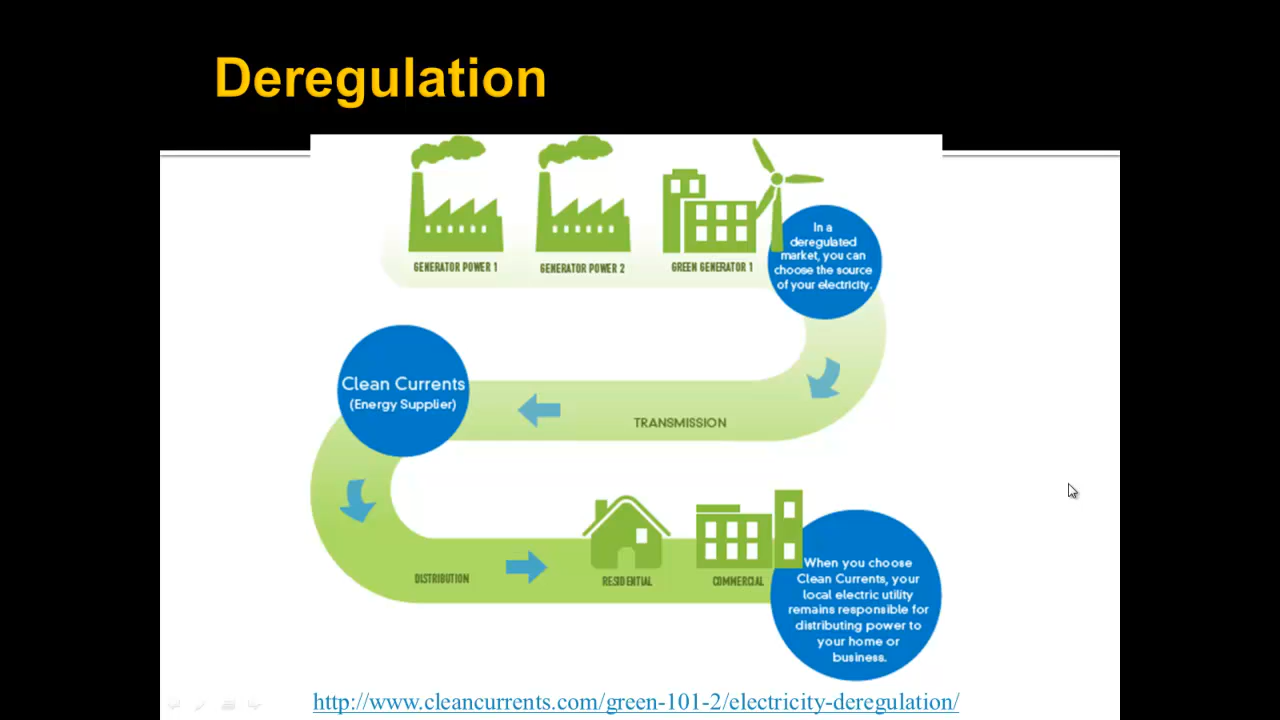 Deregulation
GENERATOR POWER 1
GENERATOR POWER 2
GREEN GENERATOR 1
In a
deregulated
market, you can
choose the source
of your electricity.
Clean Currents
(Energy Supplier)
TRANSMISSION
DISTRIBUTION
RESIDENTIAL
COMMERCIAL
When you choose
Clean Currents, your
local electric utility
remains responsible for
distributing power to
your home or
business.
http://www.cleancurrents.com/green-101-2/electricity-deregulation/